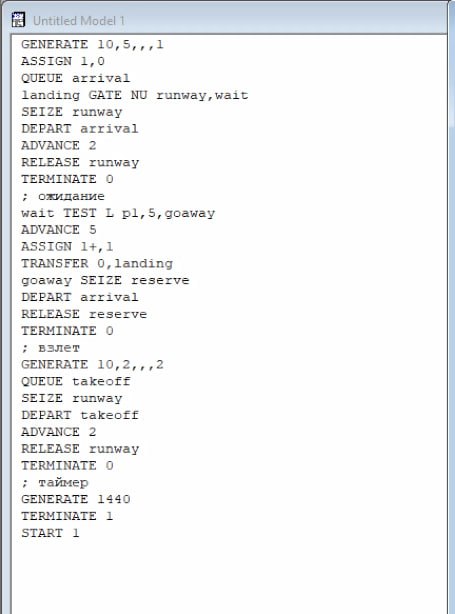 Untitled Model 1
GENERATE 10,5,,,1
ASSIGN 1,0
QUEUE arrival
landing GATE NU runway,wait
SEIZE runway
DEPART arrival
ADVANCE 2
RELEASE runway
TERMINATE 0
; ожидание
wait TEST L p1,5,goaway
ADVANCE 5
ASSIGN 1+,1
TRANSFER 0,landing
goaway SEIZE reserve
DEPART arrival
RELEASE reserve
TERMINATE 0
; взлет
GENERATE 10,2,,,2
QUEUE takeoff
SEIZE runway
DEPART takeoff
ADVANCE 2
RELEASE runway
TERMINATE 0
; таймер
GENERATE 1440
TERMINATE 1
START 1